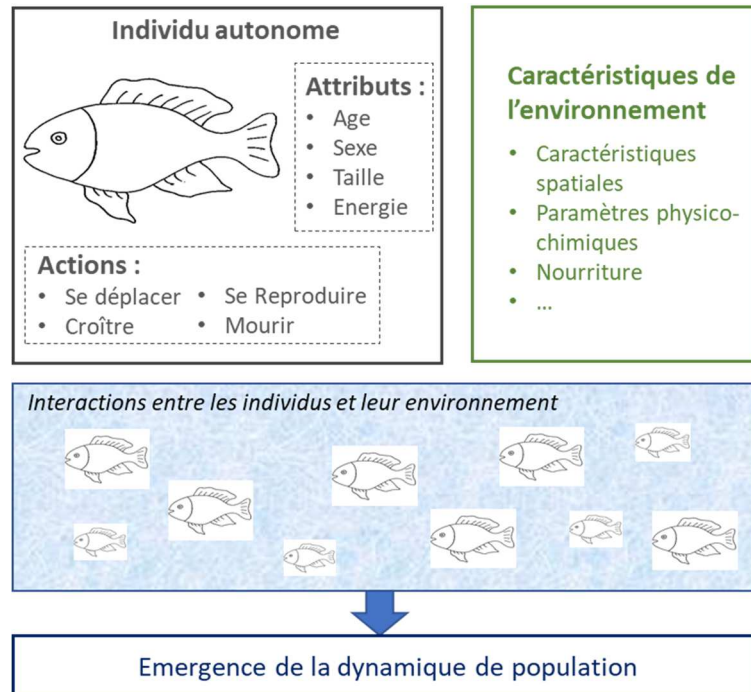 Individu autonome
Attributs :
• Age
• Sexe
• Taille
• Energie
Actions :
• Se déplacer • Se Reproduire
• Croître • Mourir
Caractéristiques de
l'environnement
• Caractéristiques
spatiales
• Paramètres physico-
chimiques
• Nourriture
• ...
Interactions entre les individus et leur environnement
Emergence de la dynamique de population